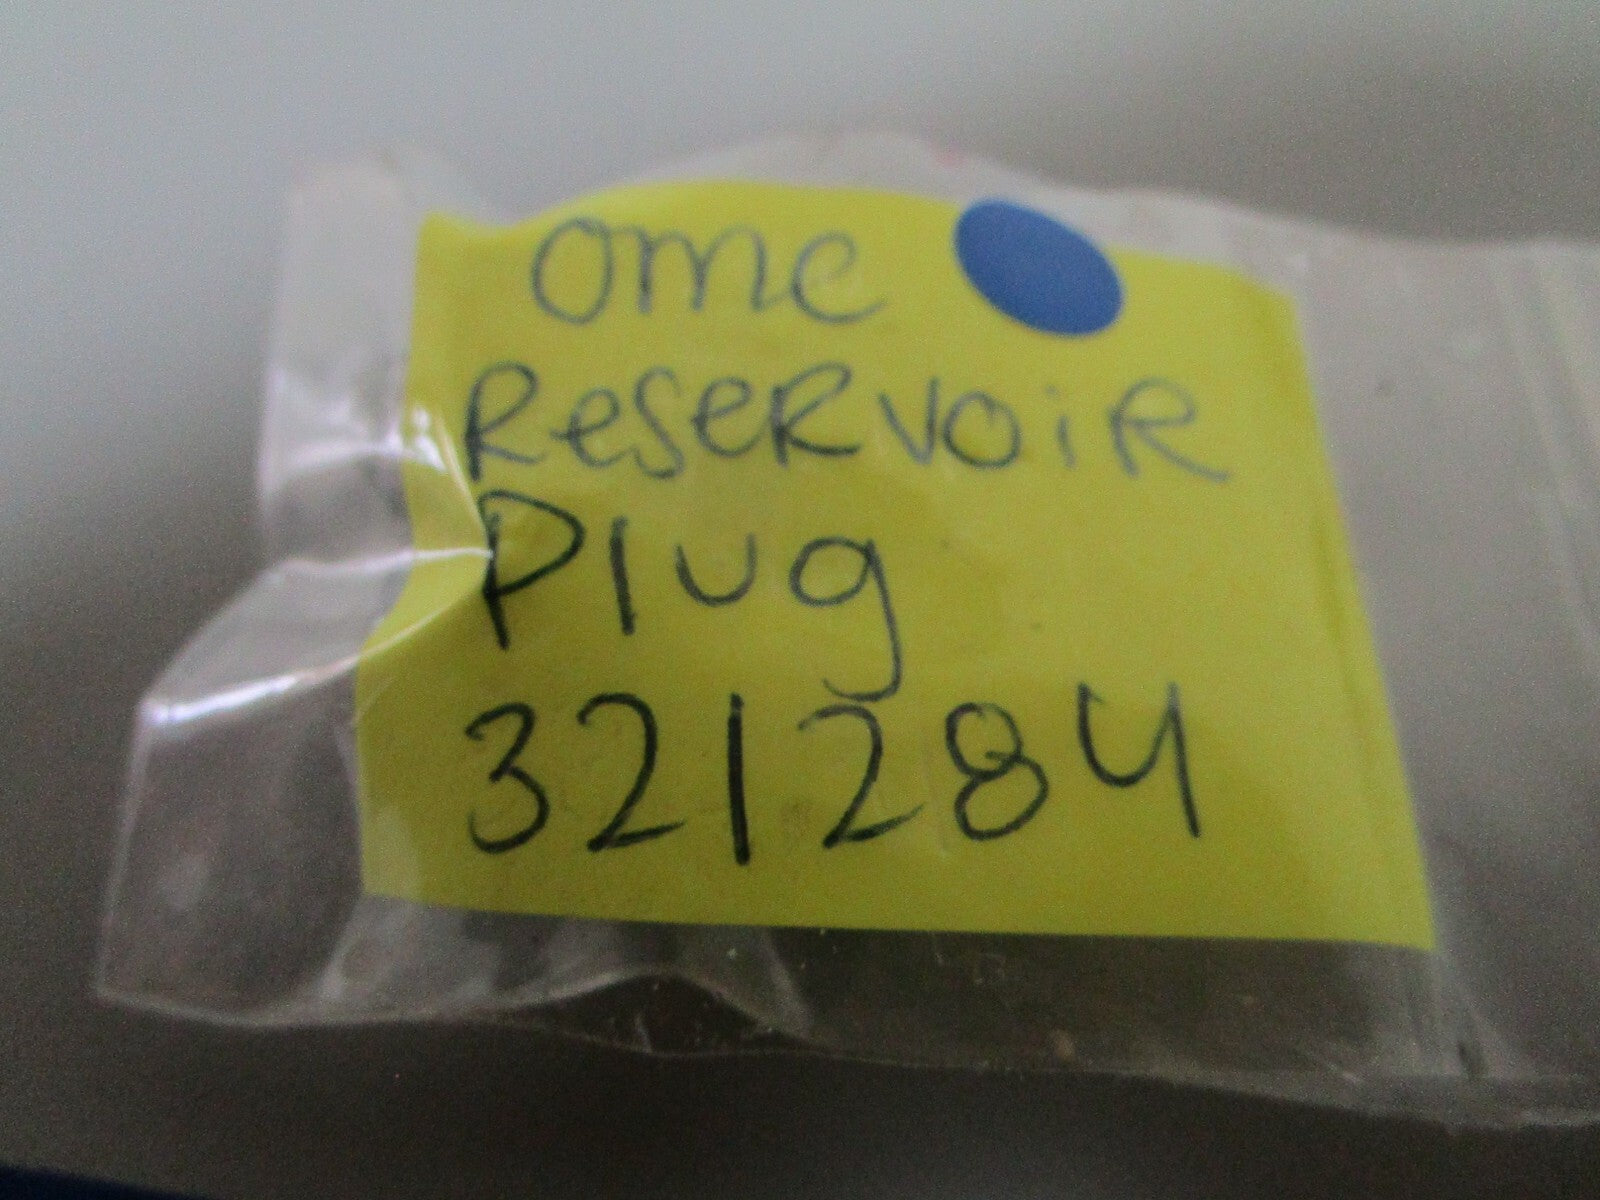 OMC
Reservoir
Plug
321284